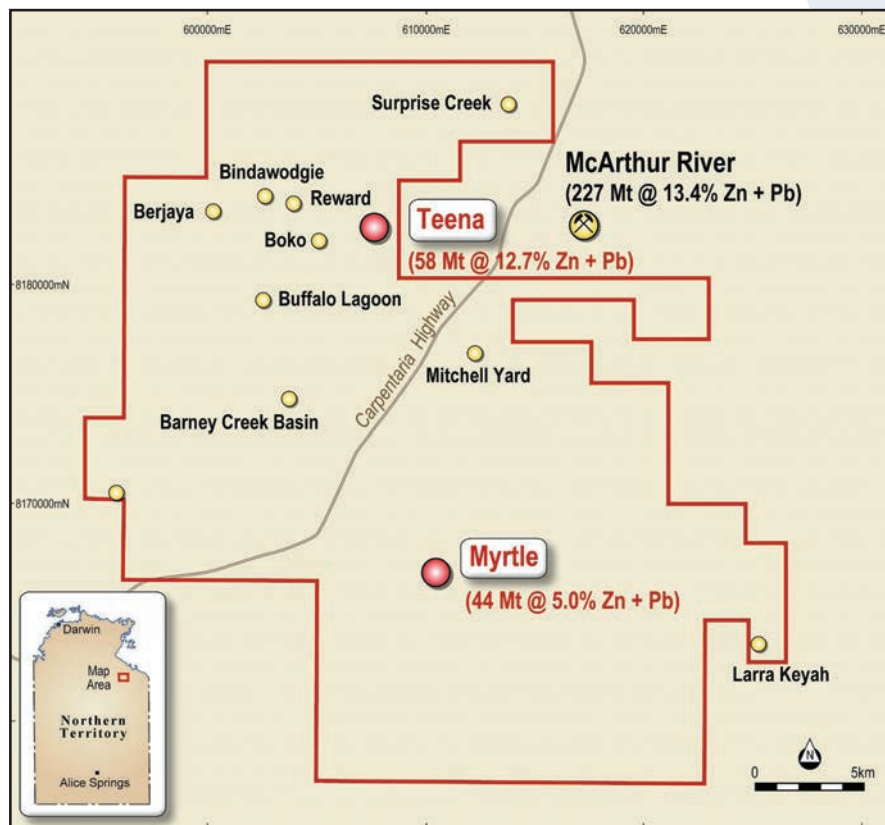 600000mE
610000mE
620000mE
630000mE
Surprise Creek
McArthur River
(227 Mt @ 13.4% Zn + Pb)
Bindawodgie
Reward
Berjaya
Teena
Boko
(58 Mt @ 12.7% Zn + Pb)
8180000mN
Buffalo Lagoon
Carpentaria Highway
Mitchell Yard
Barney Creek Basin
8170000mN
Myrtle
(44 Mt @ 5.0% Zn + Pb)
Larra Keyah
Darwin
Map
Area
Northern
Territory
Alice Springs
N
0
5km